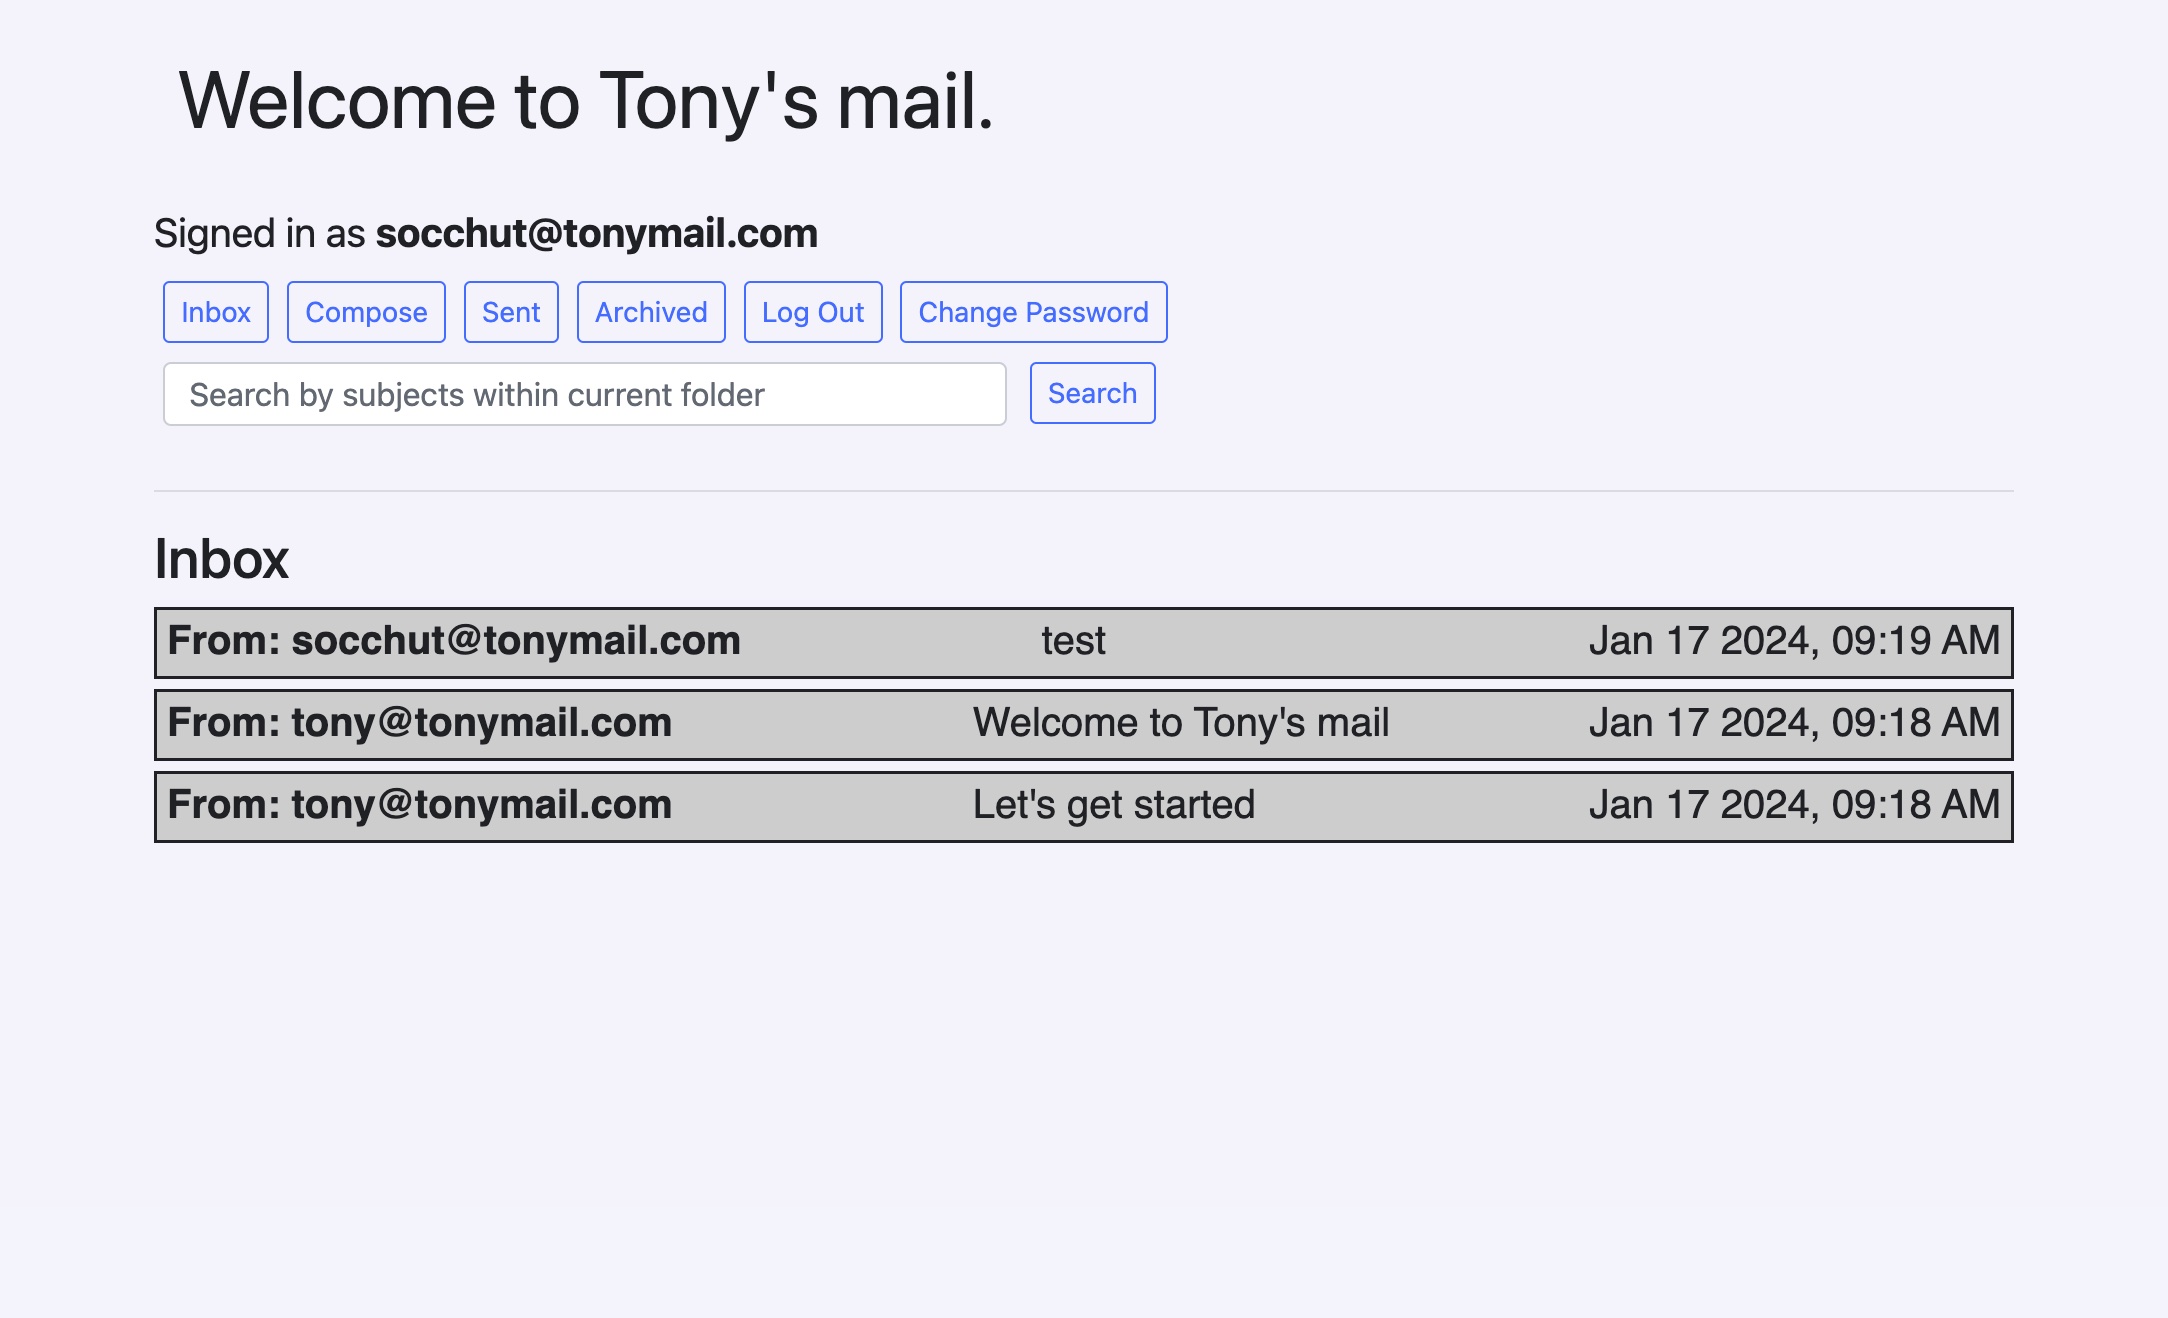 Welcome to Tony's mail.
Signed in as socchut@tonymail.com
Inbox Compose Sent Archived Log Out Change Password
Search by subjects within current folder Search
Inbox
From: socchut@tonymail.com test Jan 17 2024, 09:19 AM
From: tony@tonymail.com Welcome to Tony's mail Jan 17 2024, 09:18 AM
From: tony@tonymail.com Let's get started Jan 17 2024, 09:18 AM